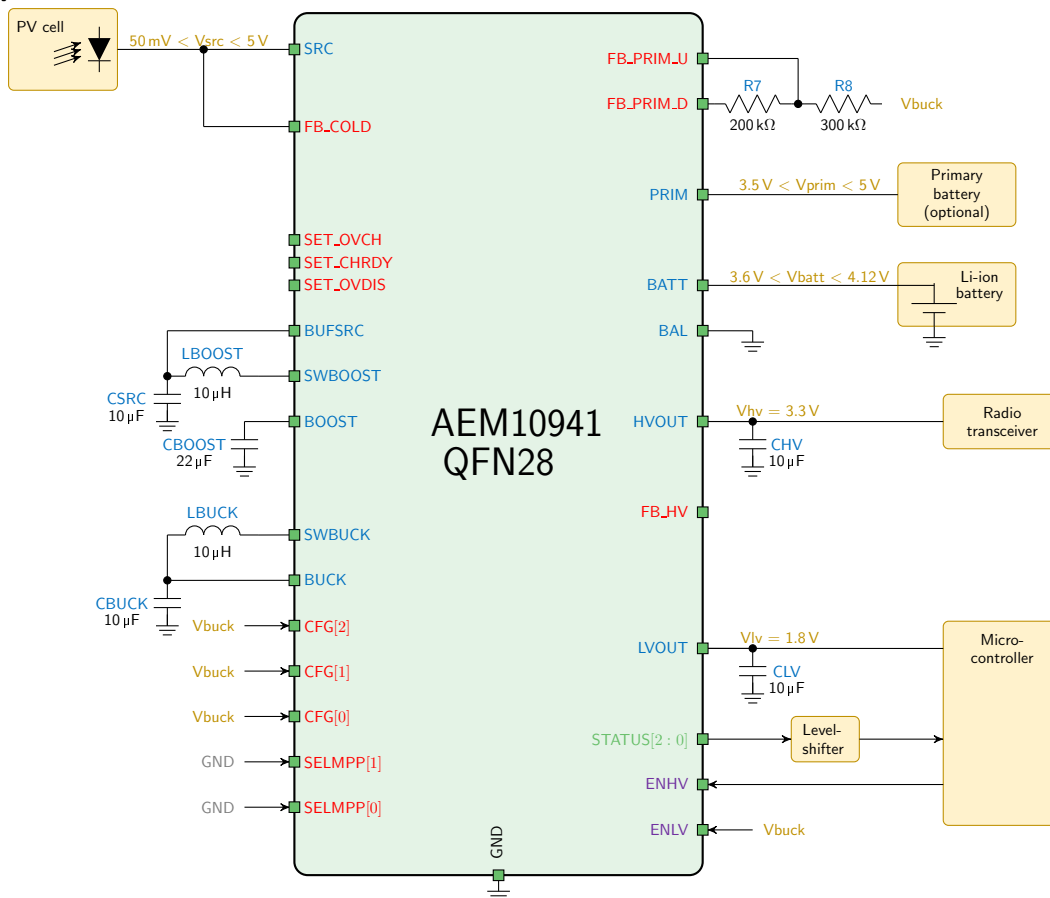 PV cell
50 mV < Vsrc < 5 V
SRC
FB_COLD
SET_OVCH
SET_CHRDY
SET_OVDIS
BUFSRC
LBOOST
10 µH
SWBOOST
CSRC
10 µF
BOOST
CBOOST
22 µF
LBUCK
10 µH
SWBUCK
BUCK
CBUCK
10 µF
Vbuck
CFG[2]
Vbuck
CFG[1]
Vbuck
CFG[0]
GND
SELMPP[1]
GND
SELMPP[0]
AEM10941
QFN28
GND
FB_PRIM_U
FB_PRIM_D
R7
200 kΩ
R8
300 kΩ
Vbuck
PRIM
3.5 V < Vprim < 5 V
Primary
battery
(optional)
BATT
3.6 V < Vbatt < 4.12 V
Li-ion
battery
BAL
HVOUT
Vhv = 3.3 V
CHV
10 µF
Radio
transceiver
FB_HV
LVOUT
Vlv = 1.8 V
CLV
10 µF
Micro-
controller
STATUS[2 : 0]
Level-
shifter
ENHV
ENLV
Vbuck